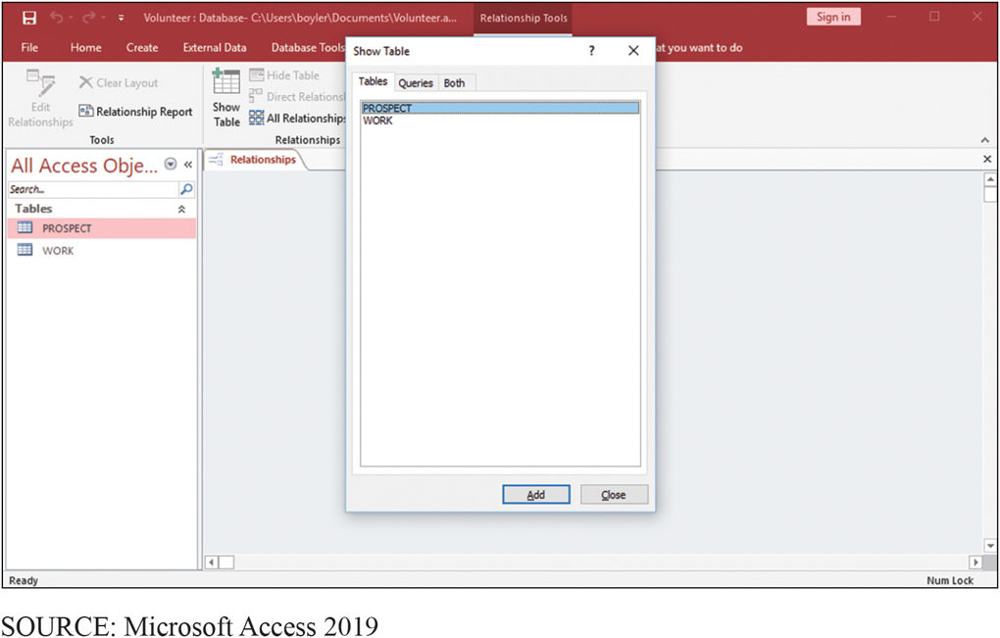 Volunteer : Database- C:\Users\boyler\Documents\Volunteer.a...
Relationship Tools
Sign in
File Home Create External Data Database Tools
at you want to do
Edit Relationships
Clear Layout
Relationship Report
Tools
Show Table
Hide Table
Direct Relations
All Relationships
Relationships
All Access Obje...
Search...
Tables
PROSPECT
WORK
Relationships
Show Table
?
Tables Queries Both
PROSPECT
WORK
Add Close
Ready
Num Lock
SOURCE: Microsoft Access 2019